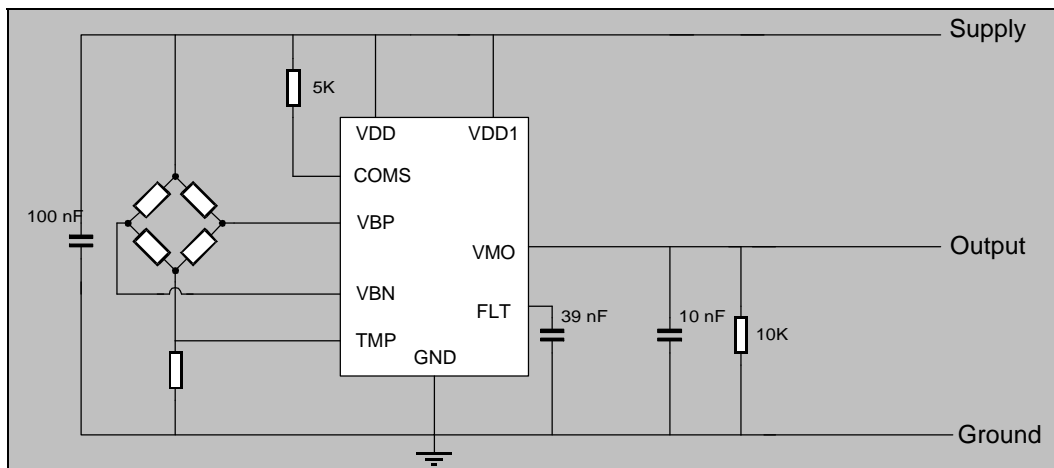 Supply
5K
VDD VDD1
COMS
100 nF
VBP
VMO
Output
VBN
FLT
39 nF
10 nF
10K
TMP
GND
Ground